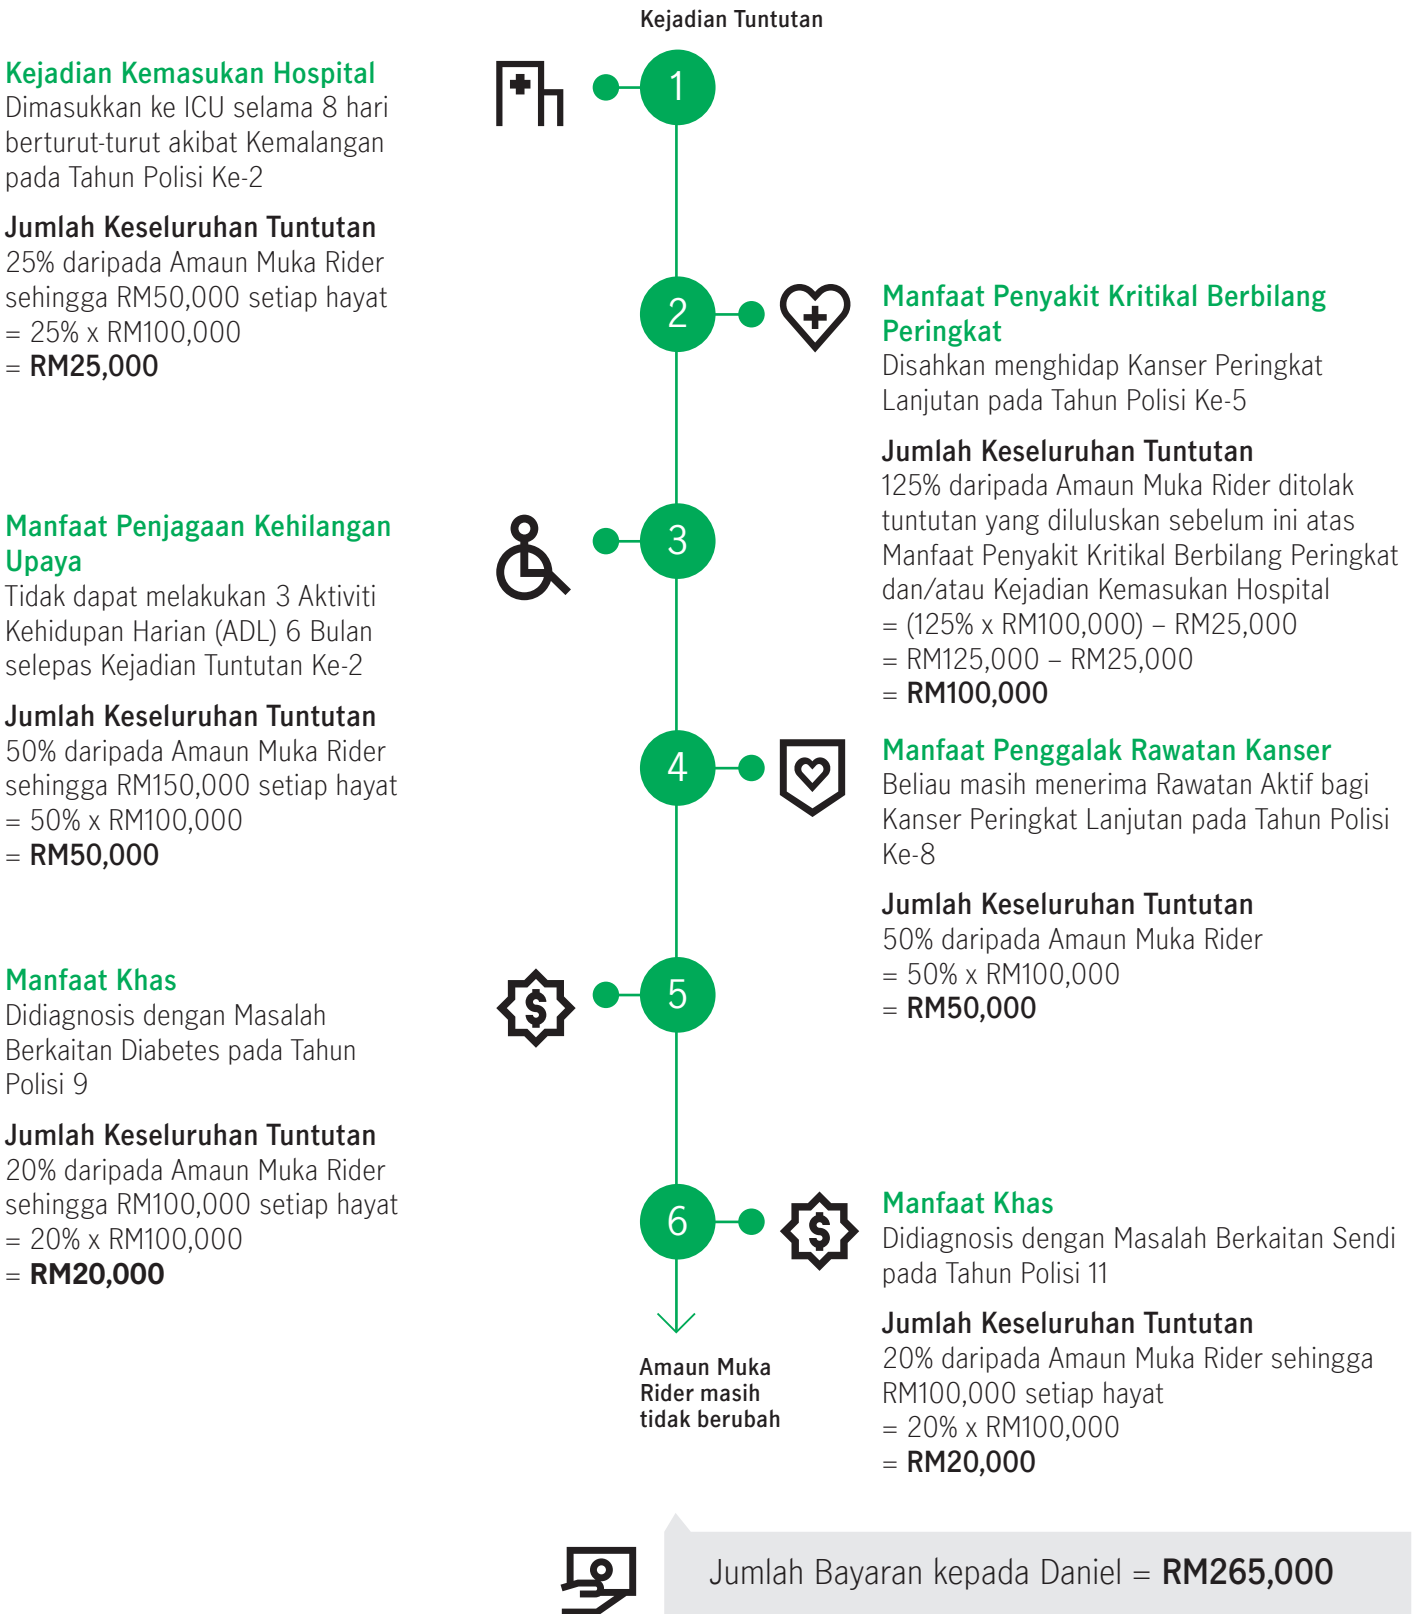 Kejadian Tuntutan
1
Kejadian Kemasukan Hospital
Dimasukkan ke ICU selama 8 hari
berturut-turut akibat Kemalangan
pada Tahun Polisi Ke-2
Jumlah Keseluruhan Tuntutan
25% daripada Amaun Muka Rider
sehingga RM50,000 setiap hayat
= 25% x RM100,000
= RM25,000
2
Manfaat Penyakit Kritikal Berbilang
Peringkat
Disahkan menghidap Kanser Peringkat
Lanjutan pada Tahun Polisi Ke-5
Jumlah Keseluruhan Tuntutan
125% daripada Amaun Muka Rider ditolak
tuntutan yang diluluskan sebelum ini atas
Manfaat Penyakit Kritikal Berbilang Peringkat
dan/atau Kejadian Kemasukan Hospital
= (125% x RM100,000) – RM25,000
= RM125,000 – RM25,000
= RM100,000
3
Manfaat Penjagaan Kehilangan
Upaya
Tidak dapat melakukan 3 Aktiviti
Kehidupan Harian (ADL) 6 Bulan
selepas Kejadian Tuntutan Ke-2
Jumlah Keseluruhan Tuntutan
50% daripada Amaun Muka Rider
sehingga RM150,000 setiap hayat
= 50% x RM100,000
= RM50,000
4
Manfaat Penggalak Rawatan Kanser
Beliau masih menerima Rawatan Aktif bagi
Kanser Peringkat Lanjutan pada Tahun Polisi
Ke-8
Jumlah Keseluruhan Tuntutan
50% daripada Amaun Muka Rider
= 50% x RM100,000
= RM50,000
5
Manfaat Khas
Didiagnosis dengan Masalah
Berkaitan Diabetes pada Tahun
Polisi 9
Jumlah Keseluruhan Tuntutan
20% daripada Amaun Muka Rider
sehingga RM100,000 setiap hayat
= 20% x RM100,000
= RM20,000
6
Manfaat Khas
Didiagnosis dengan Masalah Berkaitan Sendi
pada Tahun Polisi 11
Jumlah Keseluruhan Tuntutan
20% daripada Amaun Muka Rider sehingga
RM100,000 setiap hayat
= 20% x RM100,000
= RM20,000
Amaun Muka
Rider masih
tidak berubah
Jumlah Bayaran kepada Daniel = RM265,000